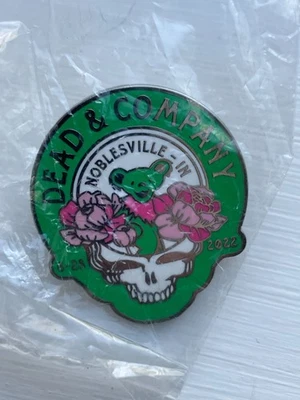 DEAD & COMPANY
NOBLESVILLE - IN
2022